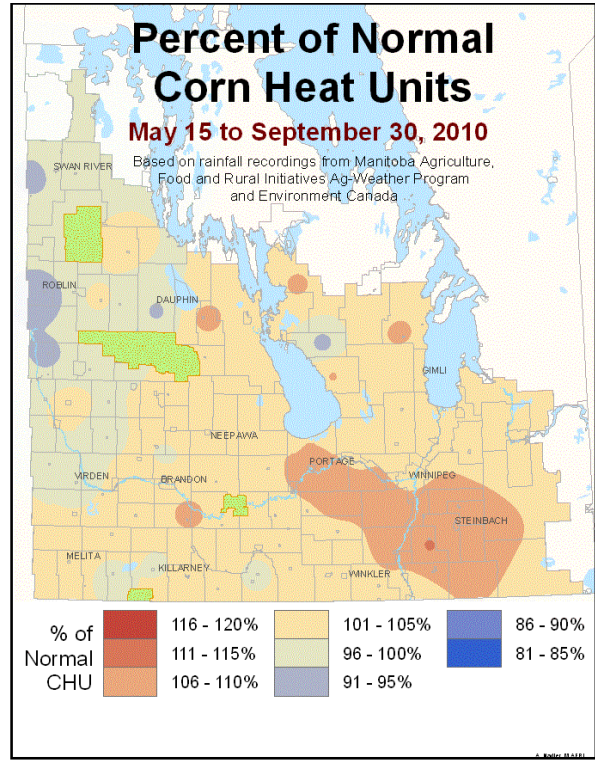 Percent of Normal
Corn Heat Units
May 15 to September 30, 2010
Based on rainfall recordings from Manitoba Agriculture,
Food and Rural Initiatives Ag-Weather Program
and Environment Canada
SWAN RIVER
ROBLIN
DAUPHIN
GIMLI
NEEPAWA
PORTAGE
VIRDEN
BRANDON
WINNIPEG
STEINBACH
MELITA
KILLARNEY
WINKLER
% of
Normal
CHU
116 - 120%
111 - 115%
106 - 110%
101 - 105%
96 - 100%
91 - 95%
86 - 90%
81 - 85%